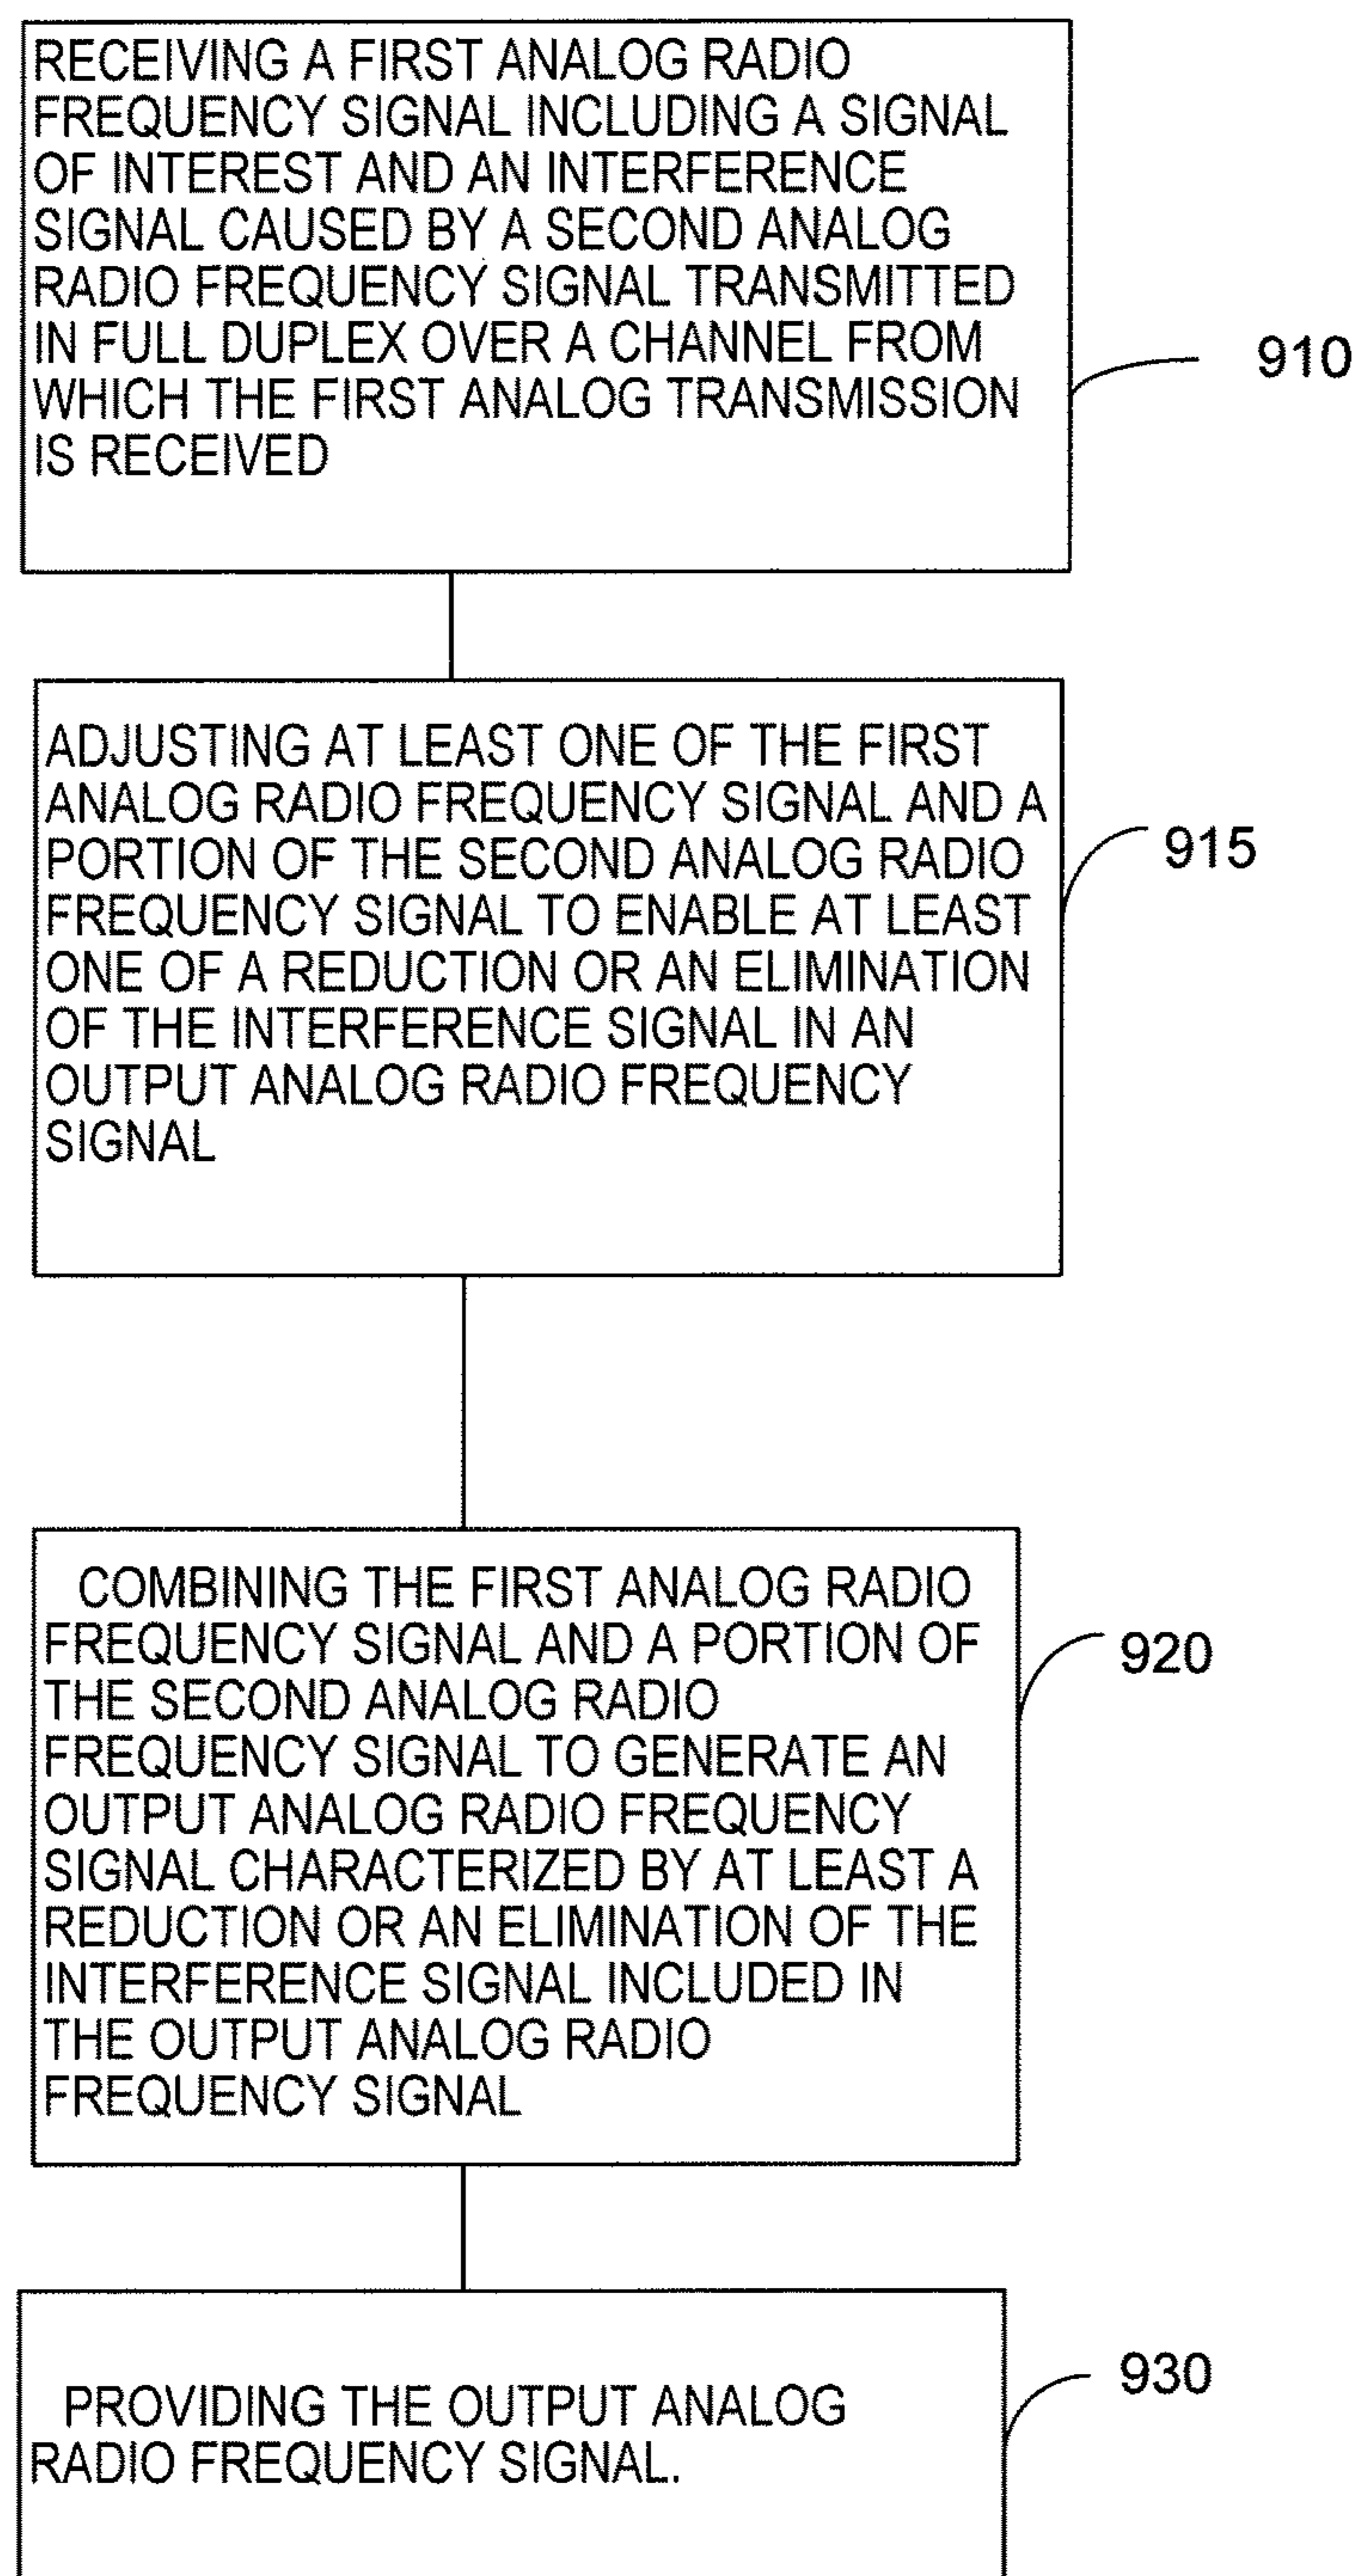 RECEIVING A FIRST ANALOG RADIO
FREQUENCY SIGNAL INCLUDING A SIGNAL
OF INTEREST AND AN INTERFERENCE
SIGNAL CAUSED BY A SECOND ANALOG
RADIO FREQUENCY SIGNAL TRANSMITTED
IN FULL DUPLEX OVER A CHANNEL FROM
WHICH THE FIRST ANALOG TRANSMISSION
IS RECEIVED
910
ADJUSTING AT LEAST ONE OF THE FIRST
ANALOG RADIO FREQUENCY SIGNAL AND A
PORTION OF THE SECOND ANALOG RADIO
FREQUENCY SIGNAL TO ENABLE AT LEAST
ONE OF A REDUCTION OR AN ELIMINATION
OF THE INTERFERENCE SIGNAL IN AN
OUTPUT ANALOG RADIO FREQUENCY
SIGNAL
915
COMBINING THE FIRST ANALOG RADIO
FREQUENCY SIGNAL AND A PORTION OF
THE SECOND ANALOG RADIO
FREQUENCY SIGNAL TO GENERATE AN
OUTPUT ANALOG RADIO FREQUENCY
SIGNAL CHARACTERIZED BY AT LEAST A
REDUCTION OR AN ELIMINATION OF THE
INTERFERENCE SIGNAL INCLUDED IN
THE OUTPUT ANALOG RADIO
FREQUENCY SIGNAL
920
PROVIDING THE OUTPUT ANALOG
RADIO FREQUENCY SIGNAL.
930